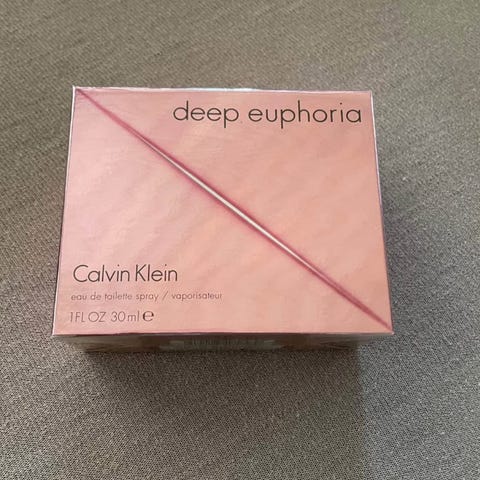 deep euphoria
Calvin Klein
eau de toilette spray / vaporisateur
1 FL OZ 30 ml ℮